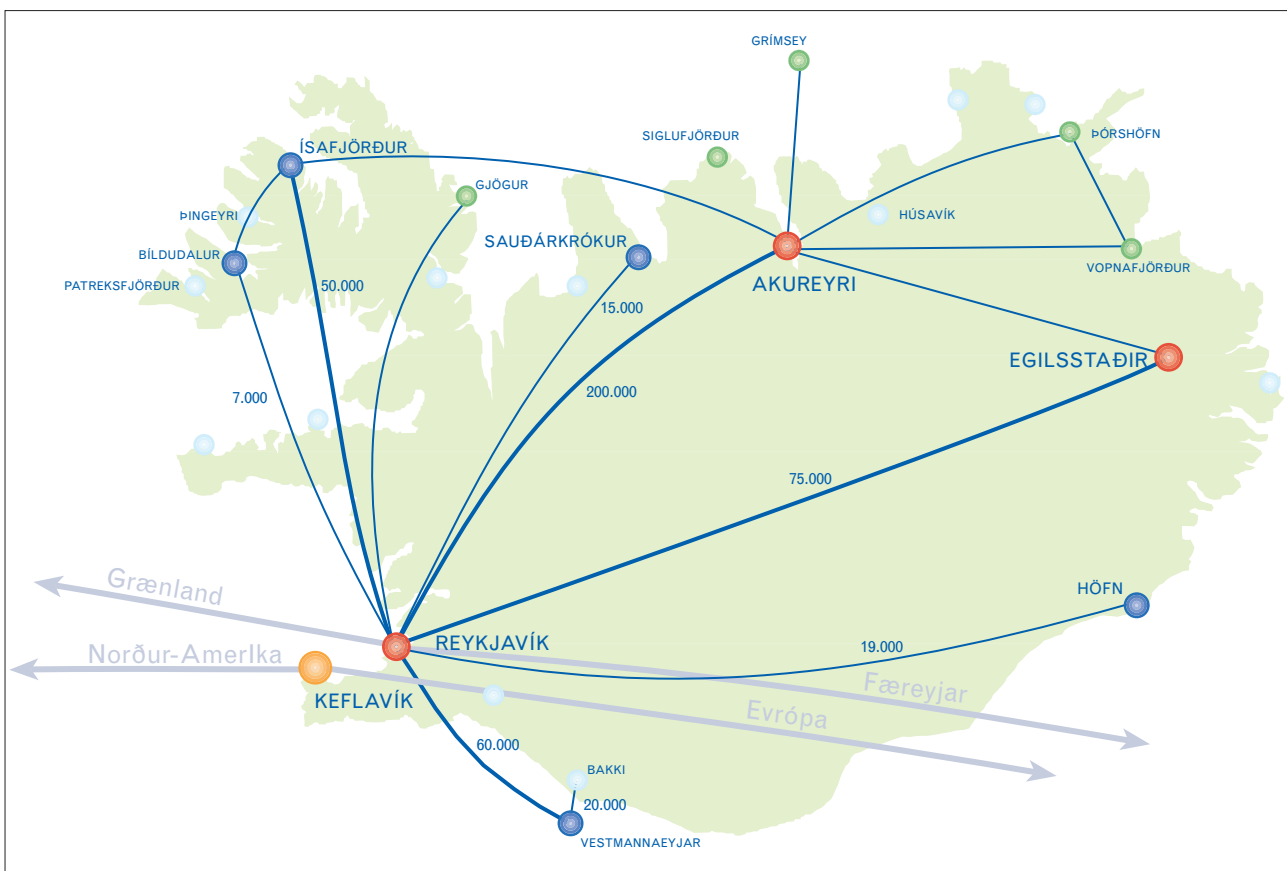 GRÍMSEY
SIGLUFJÖRÐUR
ÞÓRSHÖFN
ÍSAFJÖRÐUR
GJÖGUR
ÞINGEYRI
HÚSAVÍK
SAUÐÁRKRÓKUR
BÍLDUDALUR
VOPNAFJÖRÐUR
PATREKSFJÖRÐUR
AKUREYRI
50.000
15.000
EGILSSTAÐIR
200.000
7.000
75.000
Grænland
HÖFN
REYKJAVÍK
19.000
Norður-AmerIka
Færeyjar
KEFLAVÍK
Evrópa
60.000
BAKKI
20.000
VESTMANNAEYJAR